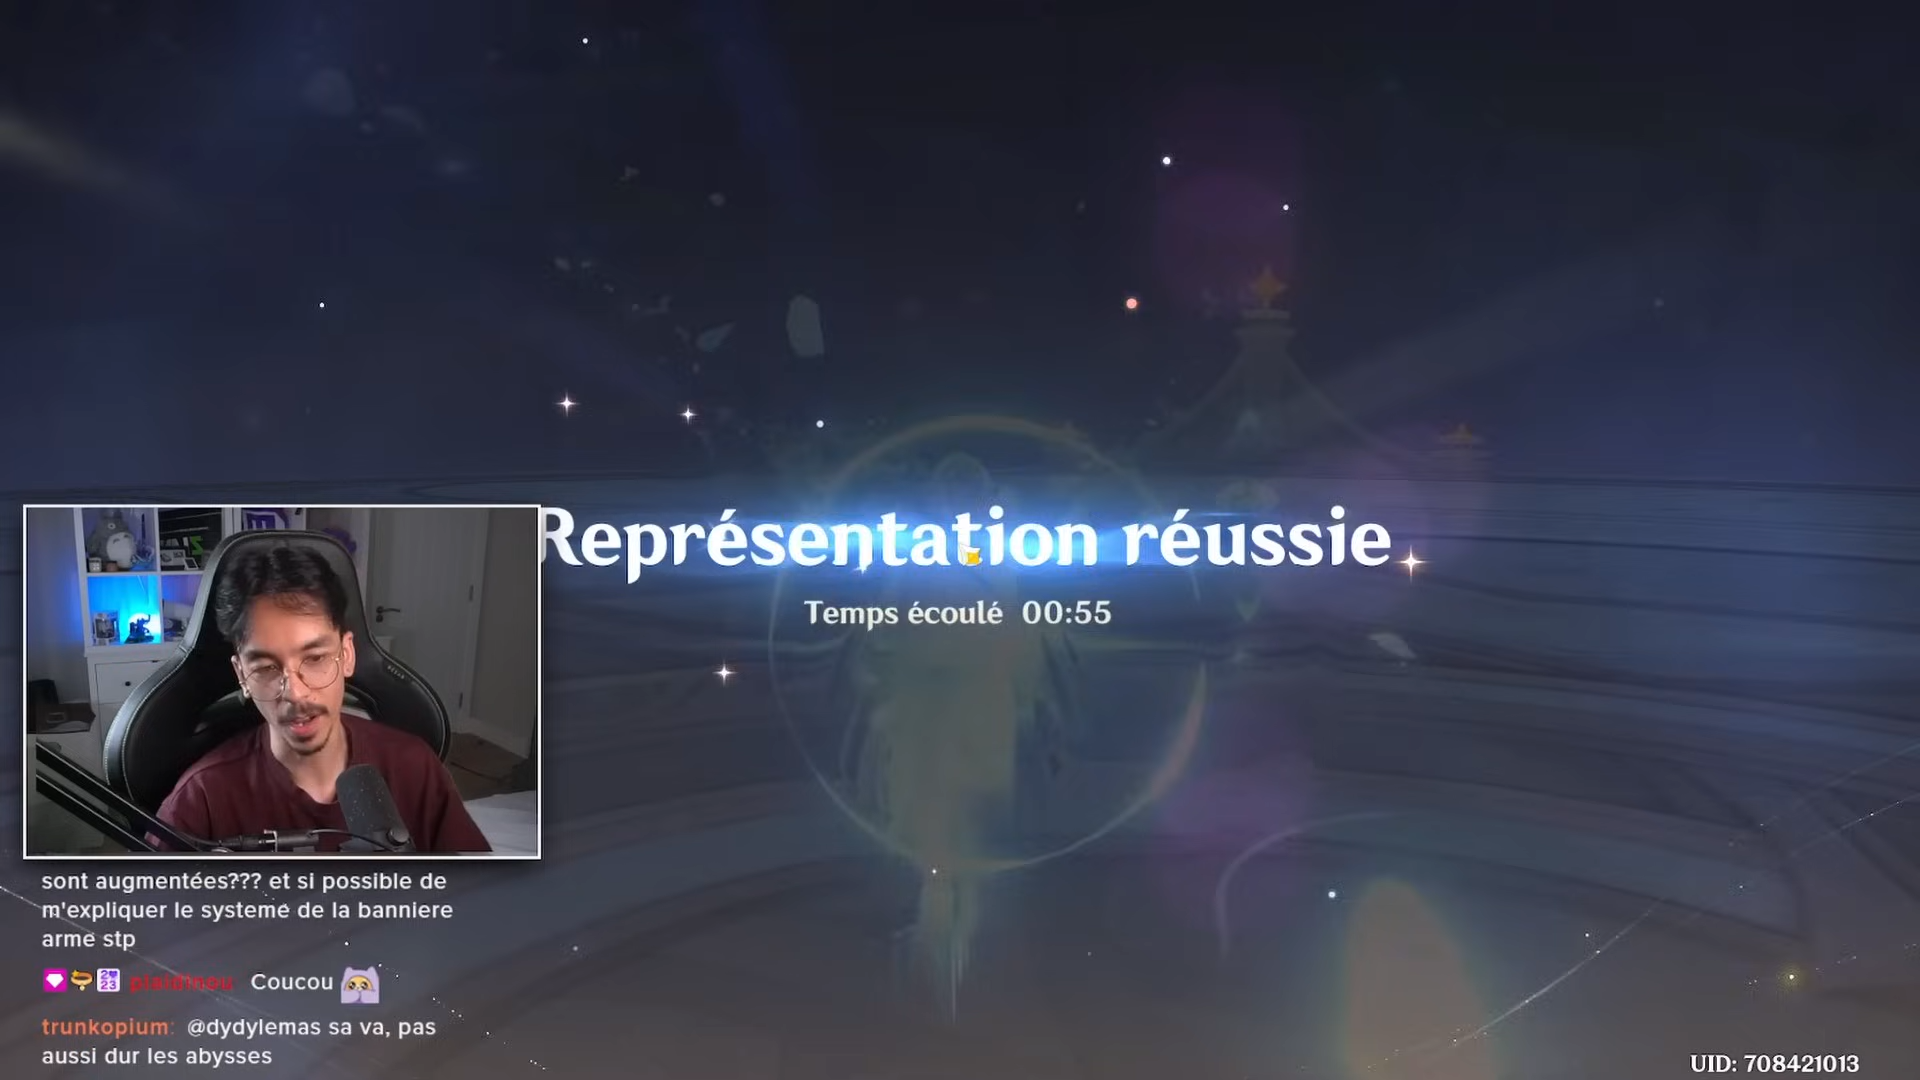 Représentation réussie
Temps écoulé 00:55
sont augmentées??? et si possible de
m'expliquer le systeme de la banniere
arme stp
plaidinou Coucou
trunkopium: @dydylemas sa va, pas
aussi dur les abysses
UID: 708421013